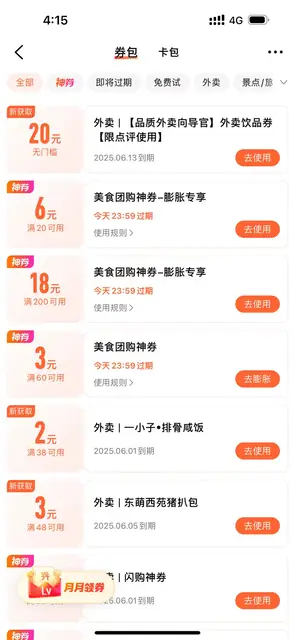 4:15
4G
券包
卡包
全部
神券
即将过期
免费试
外卖
景点/旅
新获取
20元
无门槛
外卖 | 【品质外卖向导官】外卖饮品券
【限点评使用】
2025.06.13到期
去使用
神券
6元
满20可用
美食团购神券–膨胀专享
今天23:59过期
使用规则
去使用
神券
18元
满200可用
美食团购神券–膨胀专享
今天23:59过期
使用规则
去使用
神券
3元
满60可用
美食团购神券
今天23:59过期
使用规则
去膨胀
新获取
2元
满38可用
外卖 | 一小子•排骨咸饭
2025.06.01到期
去使用
新获取
3元
满48可用
外卖 | 东萌西苑猪扒包
2025.06.05到期
去使用
神券
卖 | 闪购神券
.06.01到期
去使用
Lv
月月领券